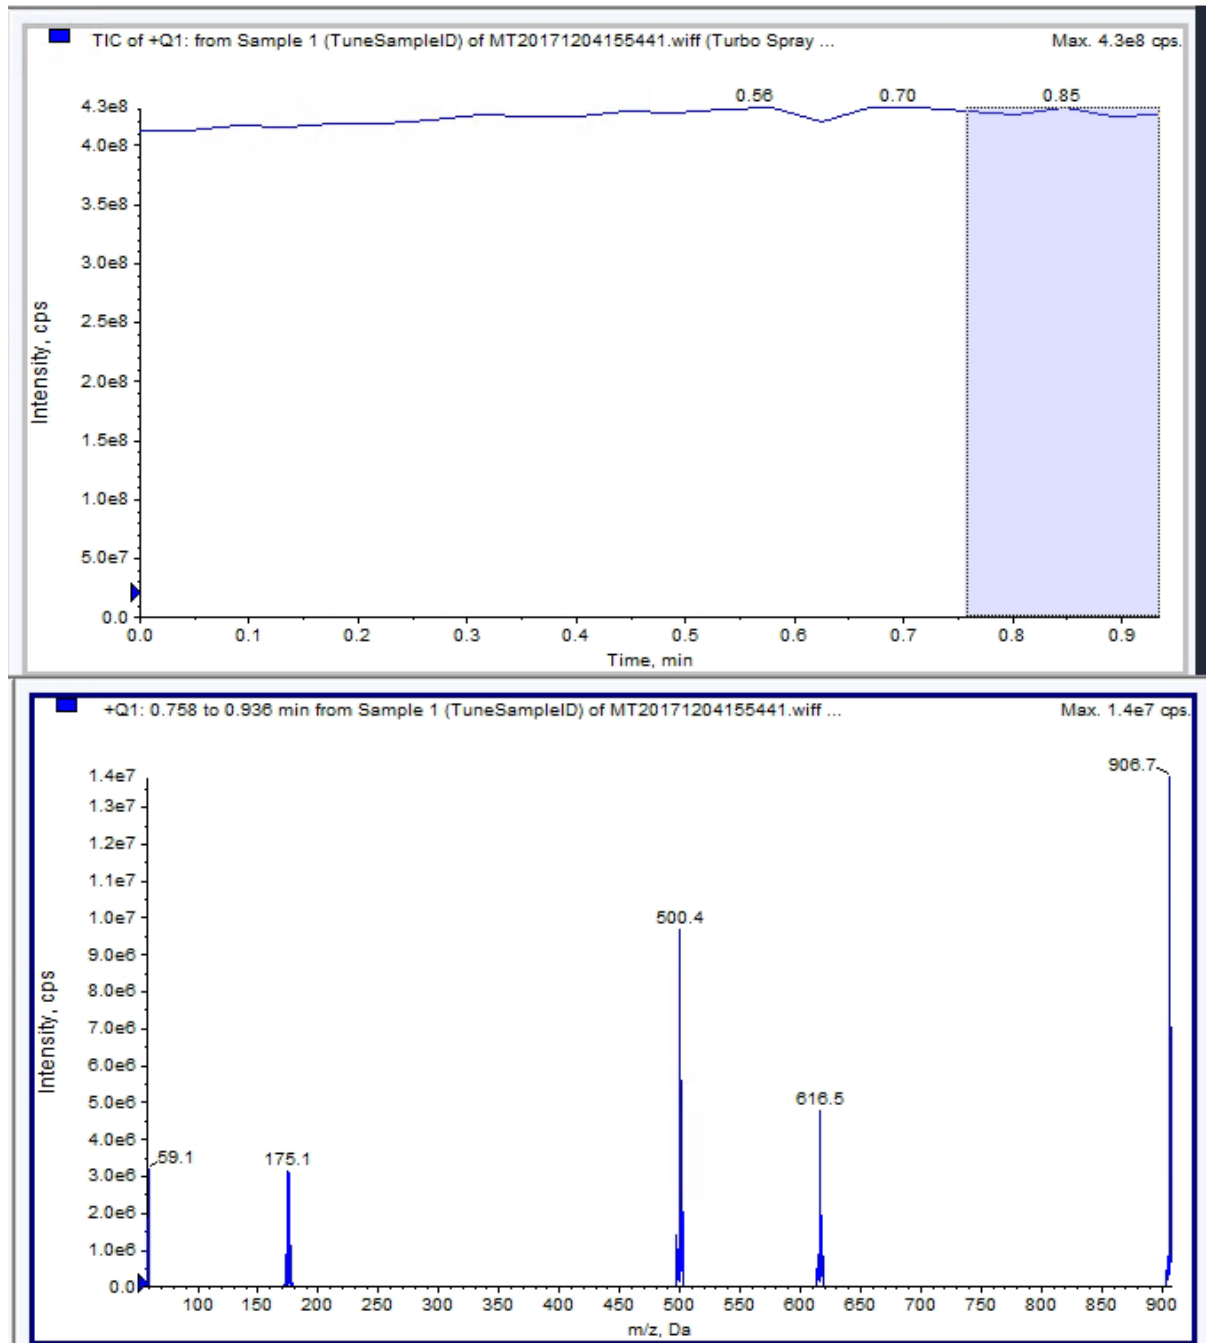 TIC of +Q1: from Sample 1 (TuneSampleID) of MT20171204155441.wiff (Turbo Spray ... Max. 4.3e8 cps.
0.56 0.70 0.85
4.3e8
4.0e8
3.5e8
3.0e8
2.5e8
2.0e8
1.5e8
1.0e8
5.0e7
0.0
Intensity, cps
0.0 0.1 0.2 0.3 0.4 0.5 0.6 0.7 0.8 0.9
Time, min
+Q1: 0.758 to 0.936 min from Sample 1 (TuneSampleID) of MT20171204155441.wiff ... Max. 1.4e7 cps.
906.7
1.4e7
1.3e7
1.2e7
1.1e7
1.0e7
500.4
9.0e6
8.0e6
7.0e6
6.0e6
5.0e6
616.5
4.0e6
59.1 175.1
3.0e6
2.0e6
1.0e6
0.0
Intensity, cps
100 150 200 250 300 350 400 450 500 550 600 650 700 750 800 850 900
m/z, Da